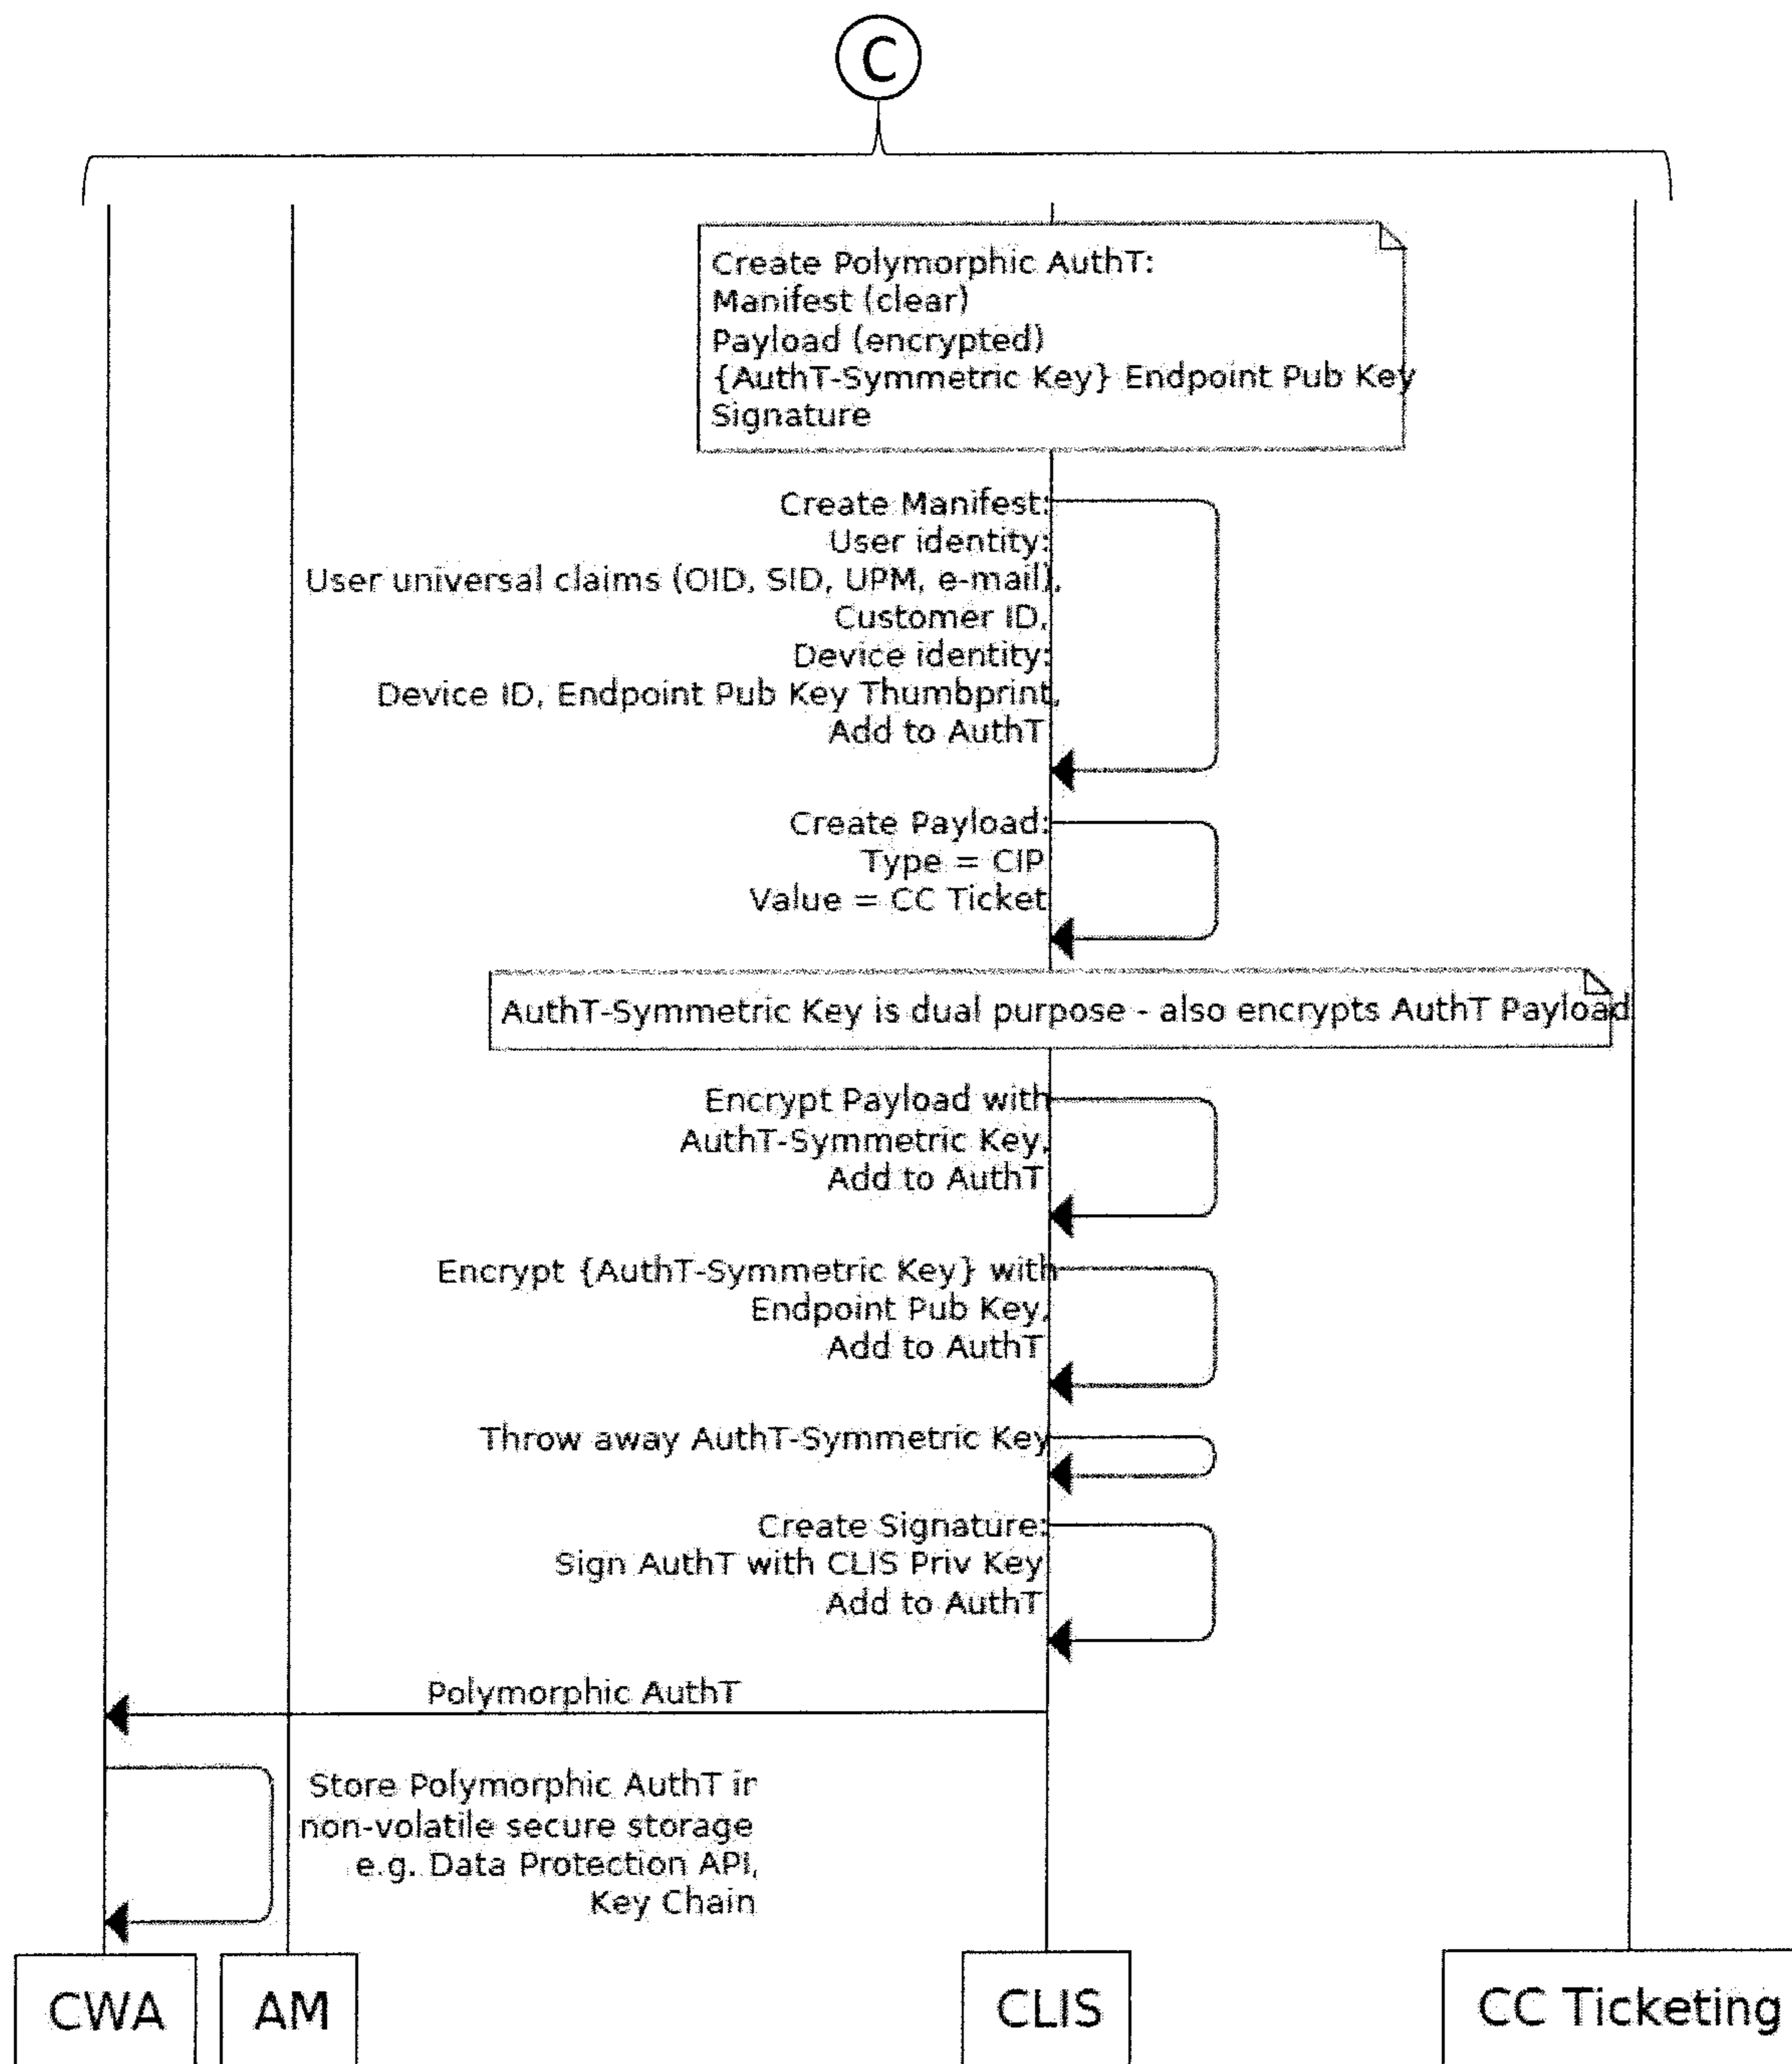 C
Create Polymorphic AuthT:
Manifest (clear)
Payload (encrypted)
{AuthT-Symmetric Key} Endpoint Pub Key
Signature
Create Manifest:
User identity:
User universal claims (OID, SID, UPM, e-mail),
Customer ID,
Device identity:
Device ID, Endpoint Pub Key Thumbprint,
Add to AuthT
Create Payload:
Type = CIP
Value = CC Ticket
AuthT-Symmetric Key is dual purpose - also encrypts AuthT Payload
Encrypt Payload with
AuthT-Symmetric Key,
Add to AuthT
Encrypt {AuthT-Symmetric Key} with
Endpoint Pub Key,
Add to AuthT
Throw away AuthT-Symmetric Key
Create Signature:
Sign AuthT with CLIS Priv Key
Add to AuthT
Polymorphic AuthT
Store Polymorphic AuthT in
non-volatile secure storage
e.g. Data Protection API,
Key Chain
CWA
AM
CLIS
CC Ticketing